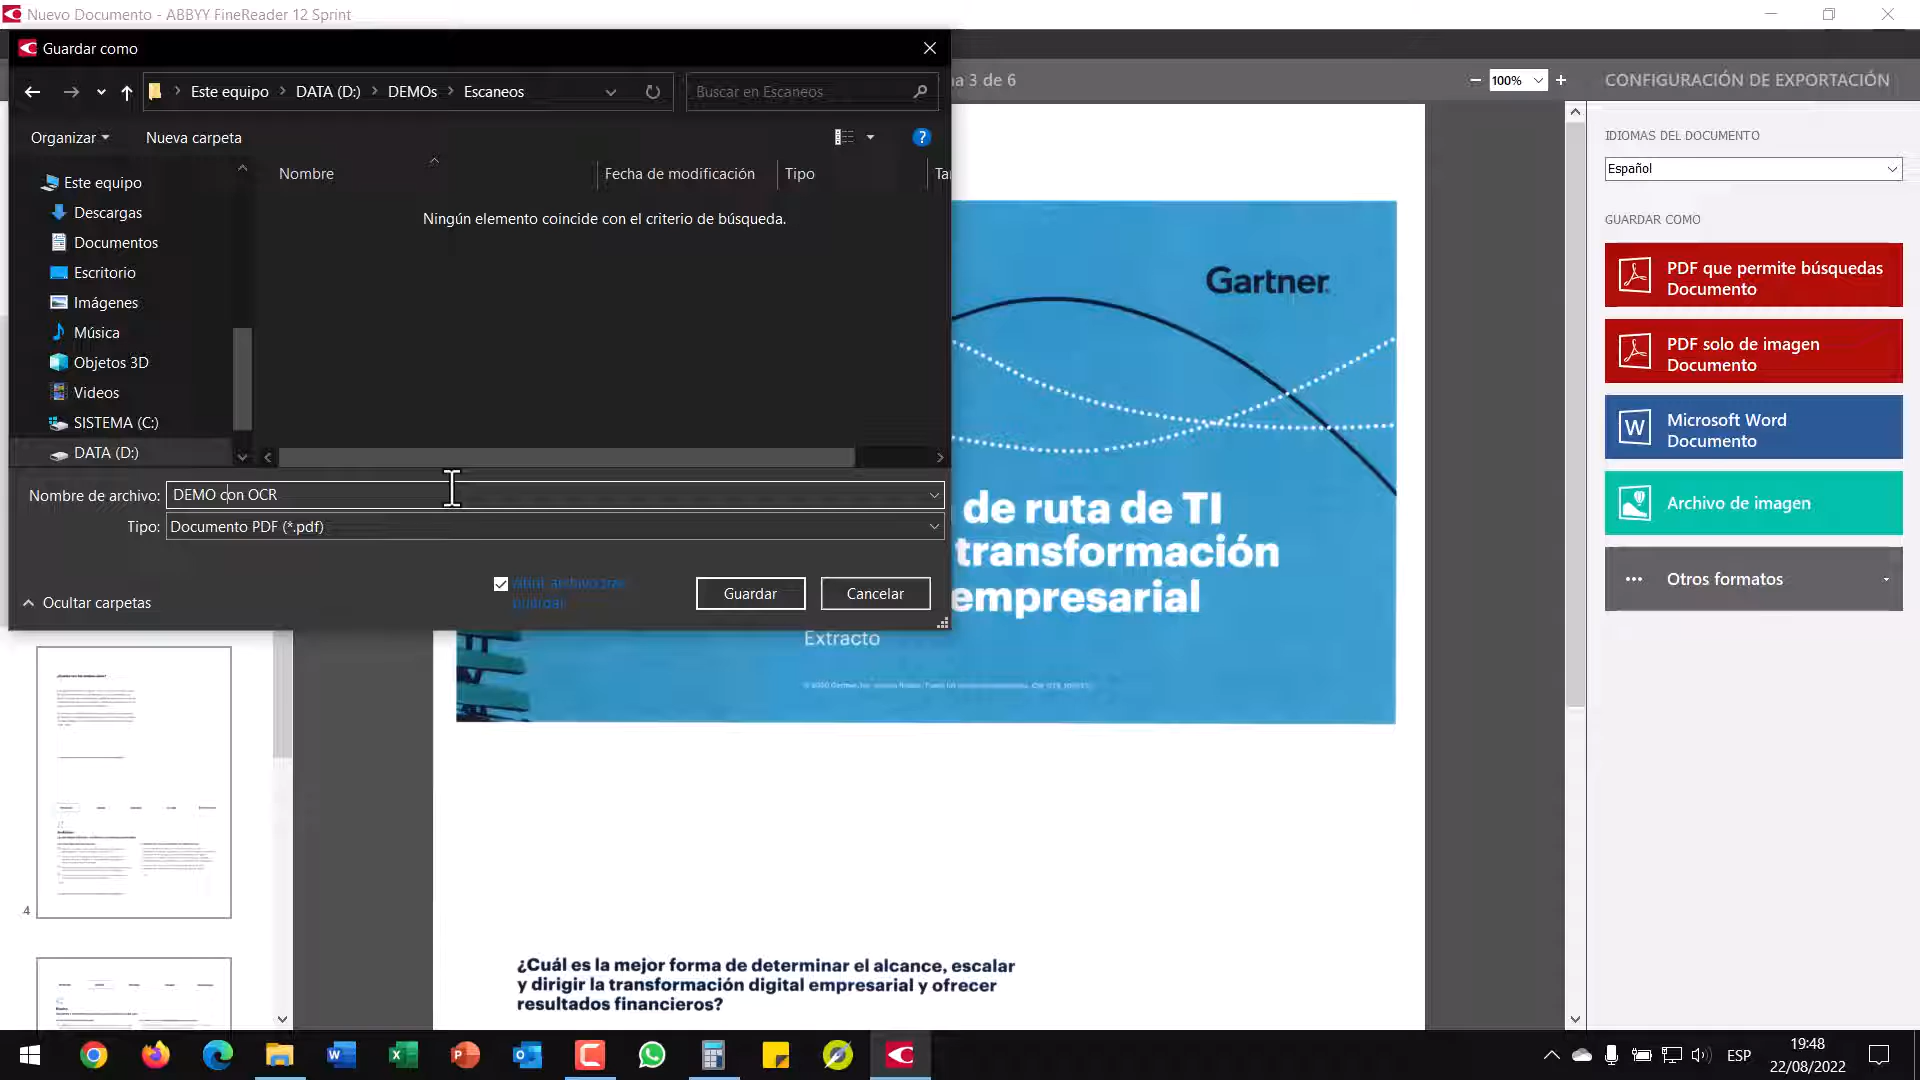 Nuevo Documento - ABBYY FineReader 12 Sprint
Guardar como
Este equipo
DATA (D:)
DEMOs
Escaneos
Buscar en Escaneos
a 3 de 6
100%
CONFIGURACIÓN DE EXPORTACIÓN
Organizar
Nueva carpeta
?
IDIOMAS DEL DOCUMENTO
Español
Nombre
Fecha de modificación
Tipo
Ta
Ningún elemento coincide con el criterio de búsqueda.
Este equipo
Descargas
Documentos
Escritorio
Imágenes
Música
Objetos 3D
Videos
SISTEMA (C:)
DATA (D:)
GUARDAR COMO
PDF que permite búsquedas
Documento
PDF solo de imagen
Documento
Microsoft Word
Documento
Archivo de imagen
Otros formatos
Gartner
Nombre de archivo:
DEMO con OCR
Tipo:
Documento PDF (*.pdf)
Guardar
Cancelar
Ocultar carpetas
de ruta de TI
transformación
empresarial
Extracto
4
¿Cuál es la mejor forma de determinar el alcance, escalar
y dirigir la transformación digital empresarial y ofrecer
resultados financieros?
ESP
19:48
22/08/2022